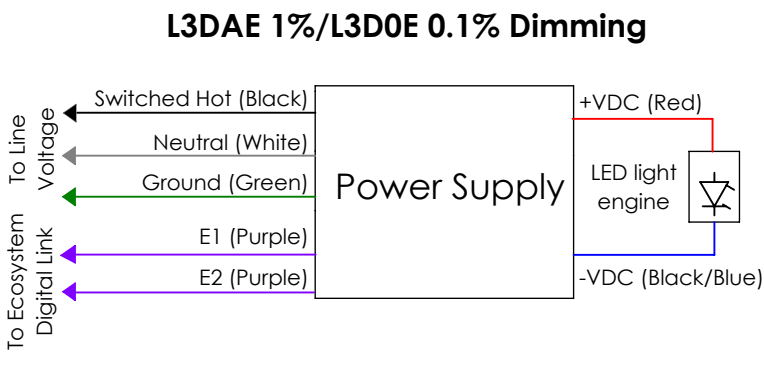 L3DAE 1%/L3D0E 0.1% Dimming
To Line
Voltage
Switched Hot (Black)
Neutral (White)
Ground (Green)
To Ecosystem
Digital Link
E1 (Purple)
E2 (Purple)
Power Supply
+VDC (Red)
LED light
engine
-VDC (Black/Blue)